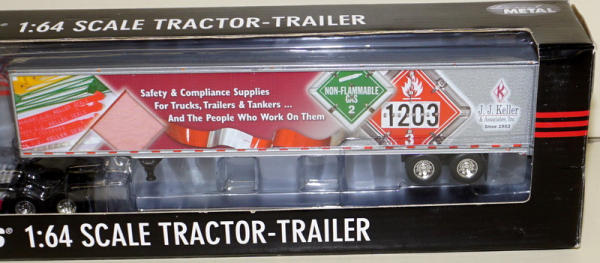 1:64 SCALE TRACTOR-TRAILER
METAL
Safety & Compliance Supplies
For Trucks, Trailers & Tankers ...
And The People Who Work On Them
NON-FLAMMABLE
GAS
2
1203
3
K
J. J. Keller
& Associates, Inc.
Since 1953
S® 1:64 SCALE TRACTOR-TRAILER